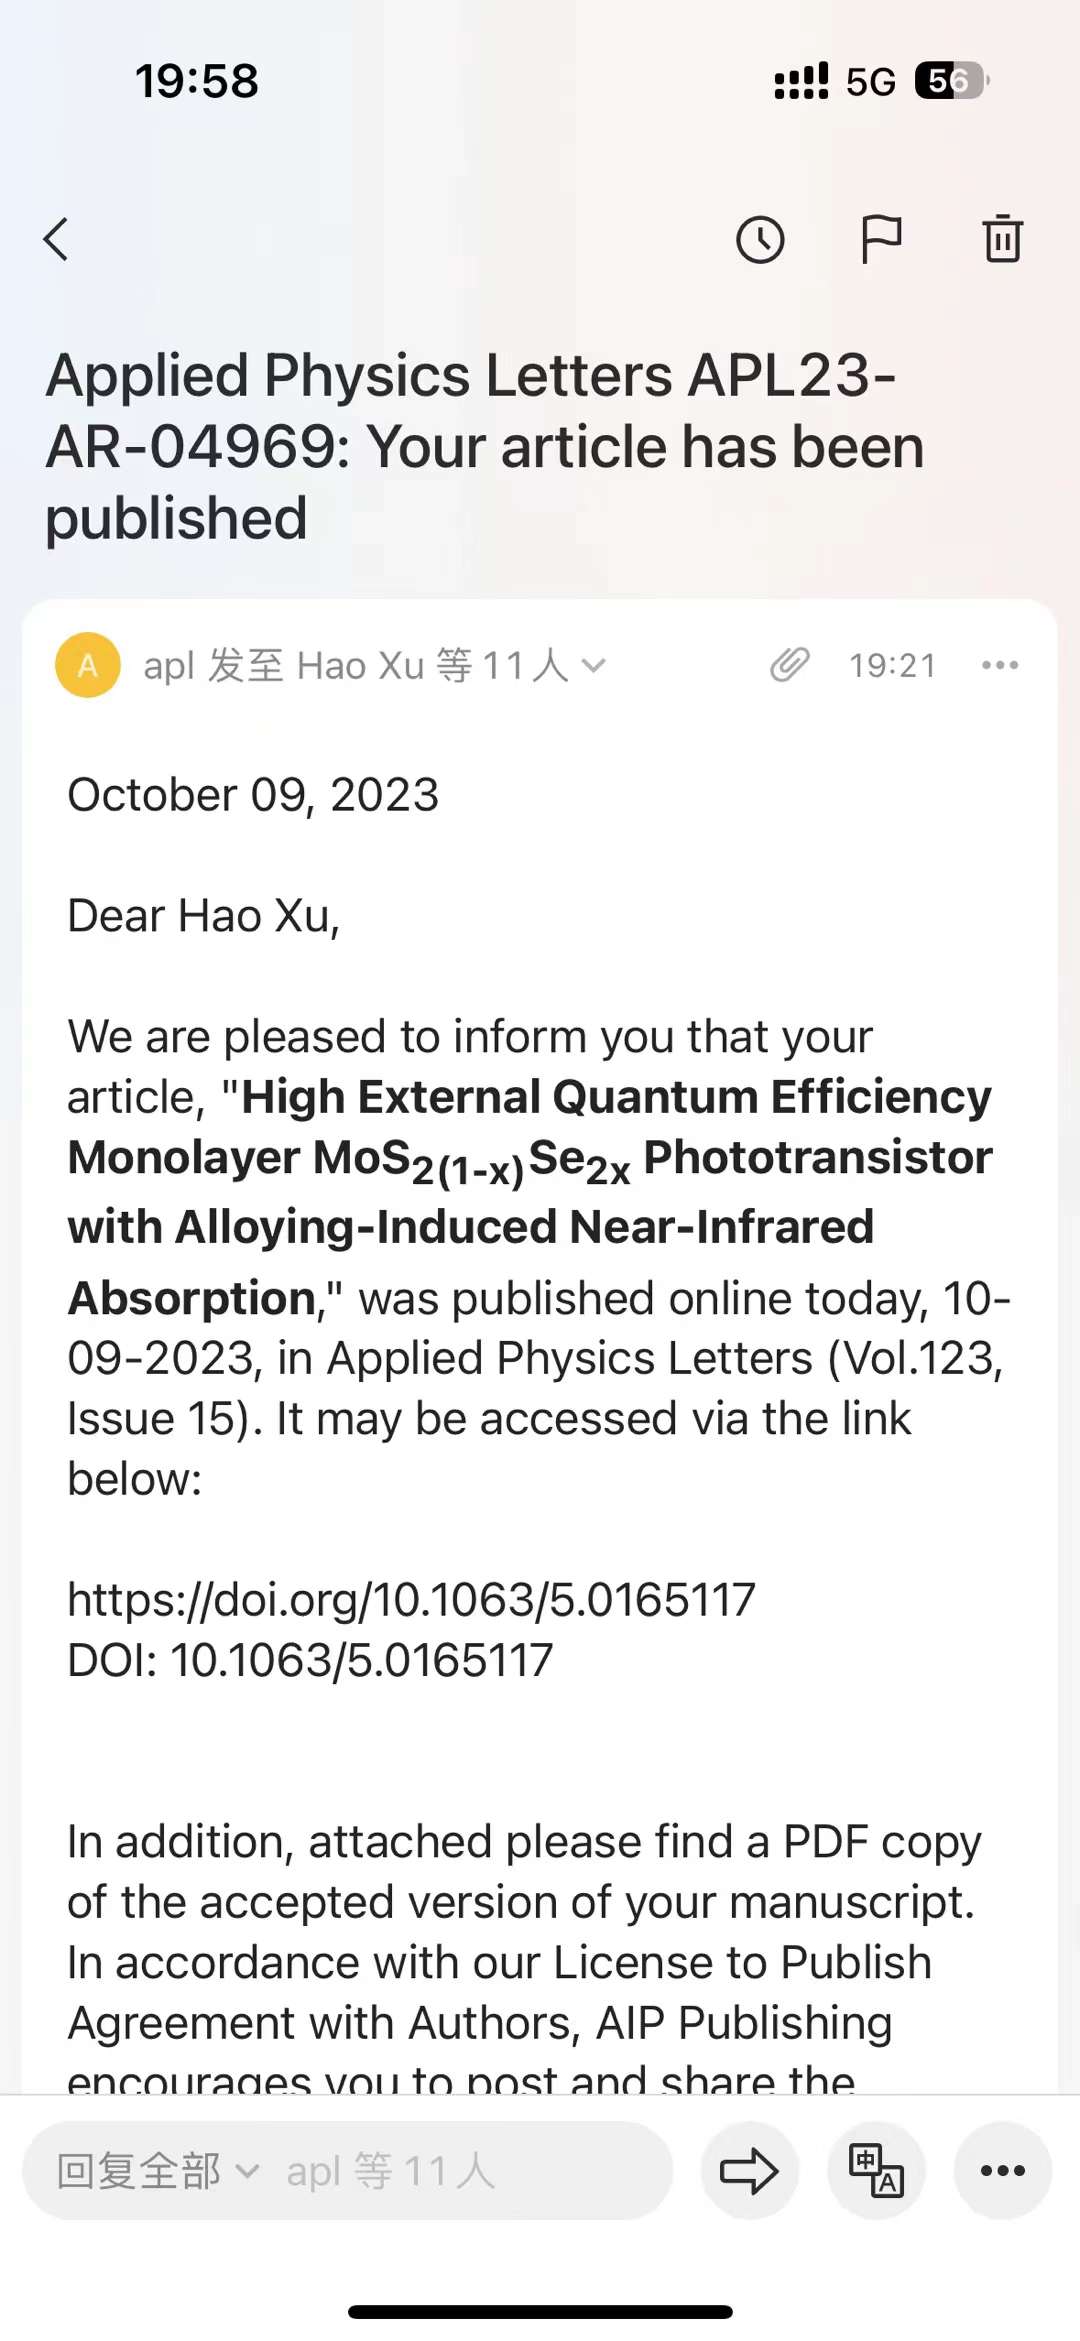 19:58
5G 56
Applied Physics Letters APL23-
AR-04969: Your article has been
published
A apl 发至 Hao Xu 等 11人 19:21
October 09, 2023
Dear Hao Xu,
We are pleased to inform you that your
article, "High External Quantum Efficiency
Monolayer MoS2(1-x)Se2x Phototransistor
with Alloying-Induced Near-Infrared
Absorption," was published online today, 10-
09-2023, in Applied Physics Letters (Vol.123,
Issue 15). It may be accessed via the link
below:
https://doi.org/10.1063/5.0165117
DOI: 10.1063/5.0165117
In addition, attached please find a PDF copy
of the accepted version of your manuscript.
In accordance with our License to Publish
Agreement with Authors, AIP Publishing
encourages you to post and share the
回复全部 apl 等 11人 中 A